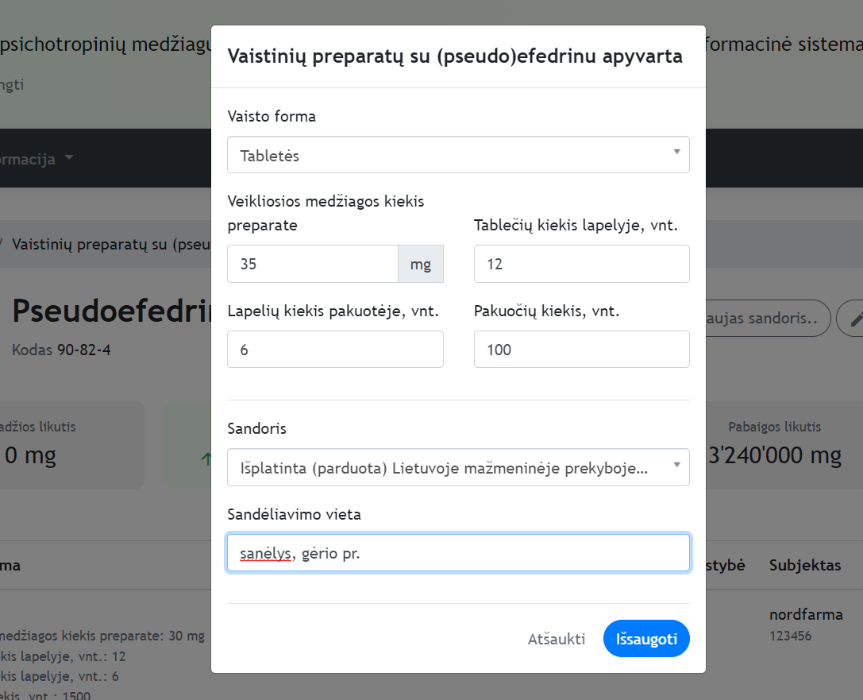 psichotropinių medžiagų
formacinė sistema
ngti
rmacija
/ Vaistinių preparatų su (pseu
Pseudoefedrin
Kodas 90-82-4
aujas sandoris..
adžios likutis
0 mg
Pabaigos likutis
3'240'000 mg
ma
stybė
Subjektas
nordfarma
123456
medžiagos kiekis preparate: 30 mg
kis lapelyje, vnt.: 12
kis lapelyje, vnt.: 6
ekis, vnt.: 1500
Vaistinių preparatų su (pseudo)efedrinu apyvarta
Vaisto forma
Tabletės
Veikliosios medžiagos kiekis
preparate
35 mg
Tablečių kiekis lapelyje, vnt.
12
Lapelių kiekis pakuotėje, vnt.
6
Pakuočių kiekis, vnt.
100
Sandoris
Išplatinta (parduota) Lietuvoje mažmeninėje prekyboje...
Sandėliavimo vieta
sanėlys, gėrio pr.
Atšaukti
Išsaugoti